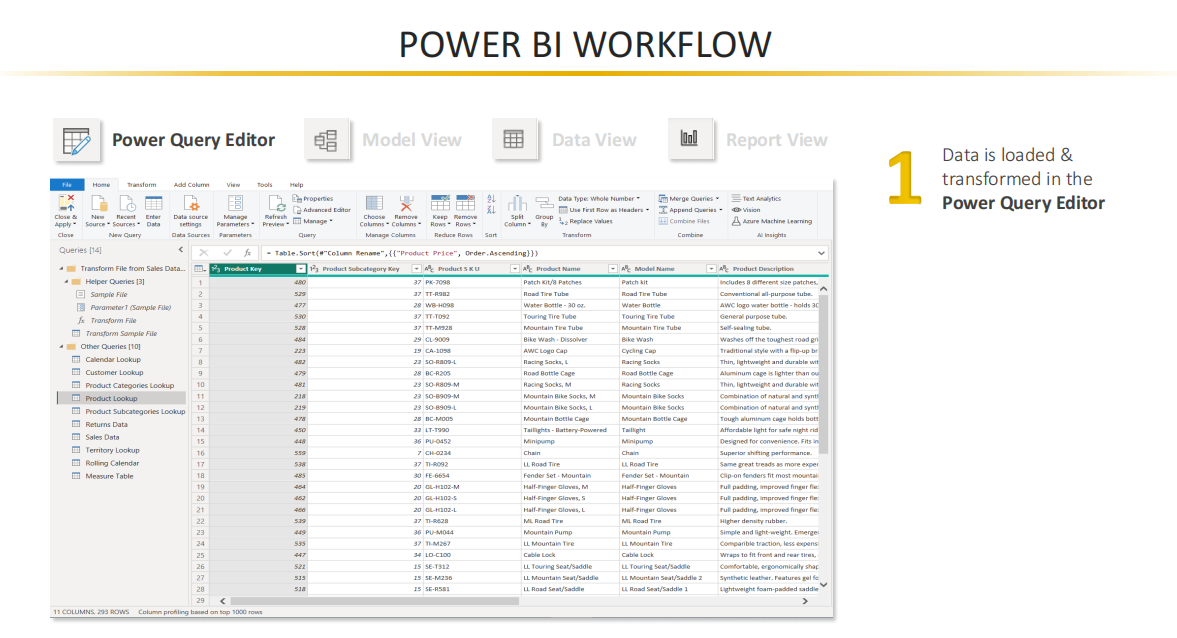 POWER BI WORKFLOW
Power Query Editor
Model View
Data View
Report View
1
Data is loaded &
transformed in the
Power Query Editor
File Home Transform Add Column View Tools Help
Close & Apply
Close
New Source
Recent Sources
Enter Data
New Query
Data source settings
Data Sources
Manage Parameters
Parameters
Refresh Preview
Properties
Advanced Editor
Manage
Query
Choose Columns
Remove Columns
Manage Columns
Keep Rows
Remove Rows
Reduce Rows
Sort
Split Column
Group By
Data Type: Whole Number
Use First Row as Headers
Replace Values
Transform
Merge Queries
Append Queries
Combine Files
Combine
Text Analytics
Vision
Azure Machine Learning
AI Insights
Queries [14]
Transform File from Sales Data...
Helper Queries [3]
Sample File
Parameter1 (Sample File)
Transform File
Transform Sample File
Other Queries [10]
Calendar Lookup
Customer Lookup
Product Categories Lookup
Product Lookup
Product Subcategories Lookup
Returns Data
Sales Data
Territory Lookup
Rolling Calendar
Measure Table
fx = Table.Sort(#"Column Rename",{{"Product Price", Order.Ascending}})
Product Key Product Subcategory Key Product S K U Product Name Model Name Product Description
1 480 37 PK-7098 Patch Kit/8 Patches Patch kit Includes 8 different size patches,
2 529 37 TT-R982 Road Tire Tube Road Tire Tube Conventional all-purpose tube.
3 477 28 WB-H098 Water Bottle - 30 oz. Water Bottle AWC logo water bottle - holds 30
4 530 37 TT-T092 Touring Tire Tube Touring Tire Tube General purpose tube.
5 528 37 TT-M928 Mountain Tire Tube Mountain Tire Tube Self-sealing tube.
6 484 29 CL-9009 Bike Wash - Dissolver Bike Wash Washes off the toughest road gri
7 223 19 CA-1098 AWC Logo Cap Cycling Cap Traditional style with a flip-up br
8 482 23 SO-R809-L Racing Socks, L Racing Socks Thin, lightweight and durable wit
9 479 28 BC-R205 Road Bottle Cage Road Bottle Cage Aluminum cage is lighter than ou
10 481 23 SO-R809-M Racing Socks, M Racing Socks Thin, lightweight and durable wit
11 218 23 SO-B909-M Mountain Bike Socks, M Mountain Bike Socks Combination of natural and synt
12 219 23 SO-B909-L Mountain Bike Socks, L Mountain Bike Socks Combination of natural and synt
13 478 28 BC-M005 Mountain Bottle Cage Mountain Bottle Cage Tough aluminum cage holds bott
14 450 33 LT-T990 Taillights - Battery-Powered Taillight Affordable light for safe night rid
15 448 36 PU-0452 Minipump Minipump Designed for convenience. Fits in
16 559 7 CH-0234 Chain Chain Superior shifting performance.
17 538 37 TI-R092 LL Road Tire LL Road Tire Same great treads as more exper
18 485 30 FE-6654 Fender Set - Mountain Fender Set - Mountain Clip-on fenders fit most mountai
19 464 20 GL-H102-M Half-Finger Gloves, M Half-Finger Gloves Full padding, improved finger fle
20 462 20 GL-H102-S Half-Finger Gloves, S Half-Finger Gloves Full padding, improved finger fle
21 466 20 GL-H102-L Half-Finger Gloves, L Half-Finger Gloves Full padding, improved finger fle
22 539 37 TI-R628 ML Road Tire ML Road Tire Higher density rubber.
23 449 36 PU-M044 Mountain Pump Mountain Pump Simple and light-weight. Emerge
24 535 37 TI-M267 LL Mountain Tire LL Mountain Tire Comparible traction, less expens
25 447 34 LO-C100 Cable Lock Cable Lock Wraps to fit front and rear tires,
26 521 15 SE-T312 LL Touring Seat/Saddle LL Touring Seat/Saddle Comfortable, ergonomically shap
27 515 15 SE-M236 LL Mountain Seat/Saddle LL Mountain Seat/Saddle 2 Synthetic leather. Features gel fo
28 518 15 SE-R581 LL Road Seat/Saddle LL Road Seat/Saddle 1 Lightweight foam-padded saddle
29
11 COLUMNS, 293 ROWS Column profiling based on top 1000 rows